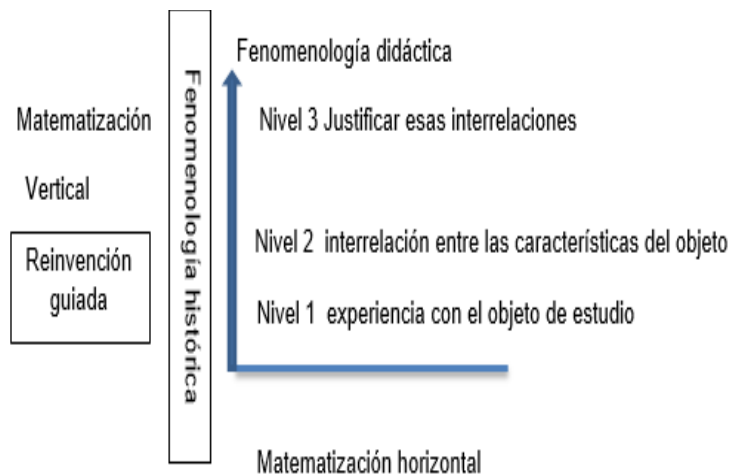 Fenomenología didáctica
Matematización
Vertical
Reinvención
guiada
Fenomenología histórica
Nivel 3 Justificar esas interrelaciones
Nivel 2 interrelación entre las características del objeto
Nivel 1 experiencia con el objeto de estudio
Matematización horizontal